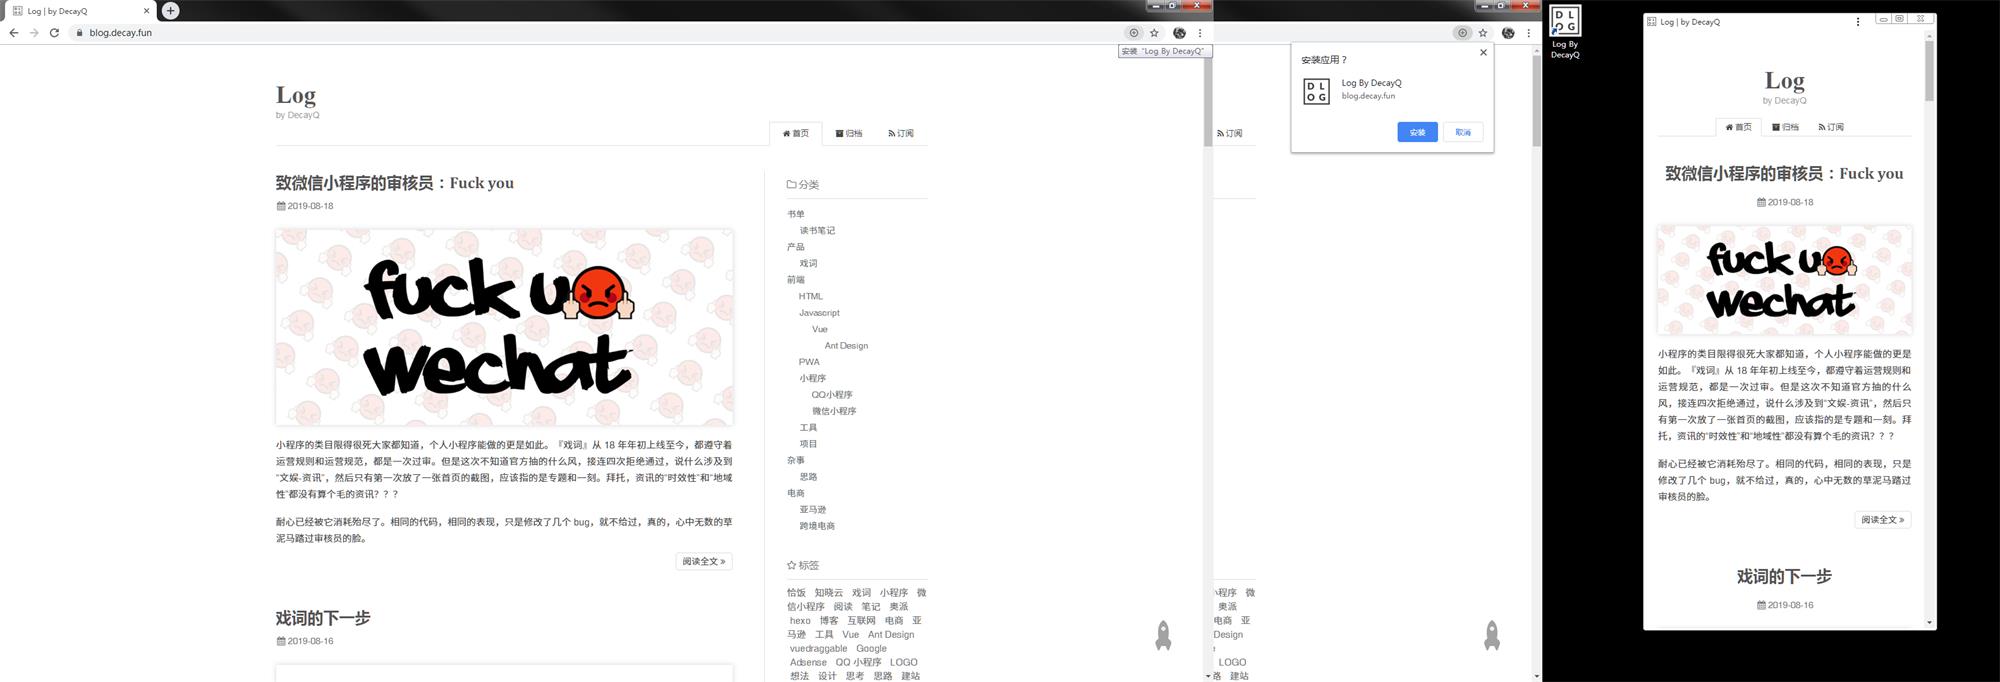 Log | by DecayQ
blog.decay.fun
安装 "Log By DecayQ"
Log
by DecayQ
首页
归档
订阅
致微信小程序的审核员：Fuck you
2019-08-18
fuck u
wechat
小程序的类目限得很死大家都知道，个人小程序能做的更是如此。『戏词』从 18 年年初上线至今，都遵守着
运营规则和运营规范，都是一次过审。但是这次不知道官方抽的什么风，接连四次拒绝通过，说什么涉及到
“文娱-资讯”，然后只有第一次放了一张首页的截图，应该指的是专题和一刻。拜托，资讯的“时效性”和“地域
性”都没有算个毛的资讯？？？
耐心已经被它消耗殆尽了。相同的代码，相同的表现，只是修改了几个 bug，就不给过，真的，心中无数的草
泥马踏过审核员的脸。
阅读全文 »
戏词的下一步
2019-08-16
分类
书单
读书笔记
产品
戏词
前端
HTML
Javascript
Vue
Ant Design
PWA
小程序
QQ小程序
微信小程序
工具
项目
杂事
思路
电商
亚马逊
跨境电商
标签
恰饭 知晓云 戏词 小程序 微
信小程序 阅读 笔记 奥派
hexo 博客 互联网 电商 亚
马逊 工具 Vue Ant Design
vuedraggable Google
Adsense QQ 小程序 LOGO
想法 设计 思考 思路 建站
订阅
安装应用？
D L
O G
Log By DecayQ
blog.decay.fun
安装
取消
小程序 微
奥派
电商 亚
Design
e
LOGO
路 建站
D L
O G
Log By
DecayQ
Log | by DecayQ
Log
by DecayQ
首页
归档
订阅
致微信小程序的审核员：Fuck you
2019-08-18
fuck u
wechat
小程序的类目限得很死大家都知道，个人小程序能做的更是
如此。『戏词』从 18 年年初上线至今，都遵守着运营规则和
运营规范，都是一次过审。但是这次不知道官方抽的什么
风，接连四次拒绝通过，说什么涉及到“文娱-资讯”，然后只
有第一次放了一张首页的截图，应该指的是专题和一刻。拜
托，资讯的“时效性”和“地域性”都没有算个毛的资讯？？？
耐心已经被它消耗殆尽了。相同的代码，相同的表现，只是
修改了几个 bug，就不给过，真的，心中无数的草泥马踏过
审核员的脸。
阅读全文 »
戏词的下一步
2019-08-16